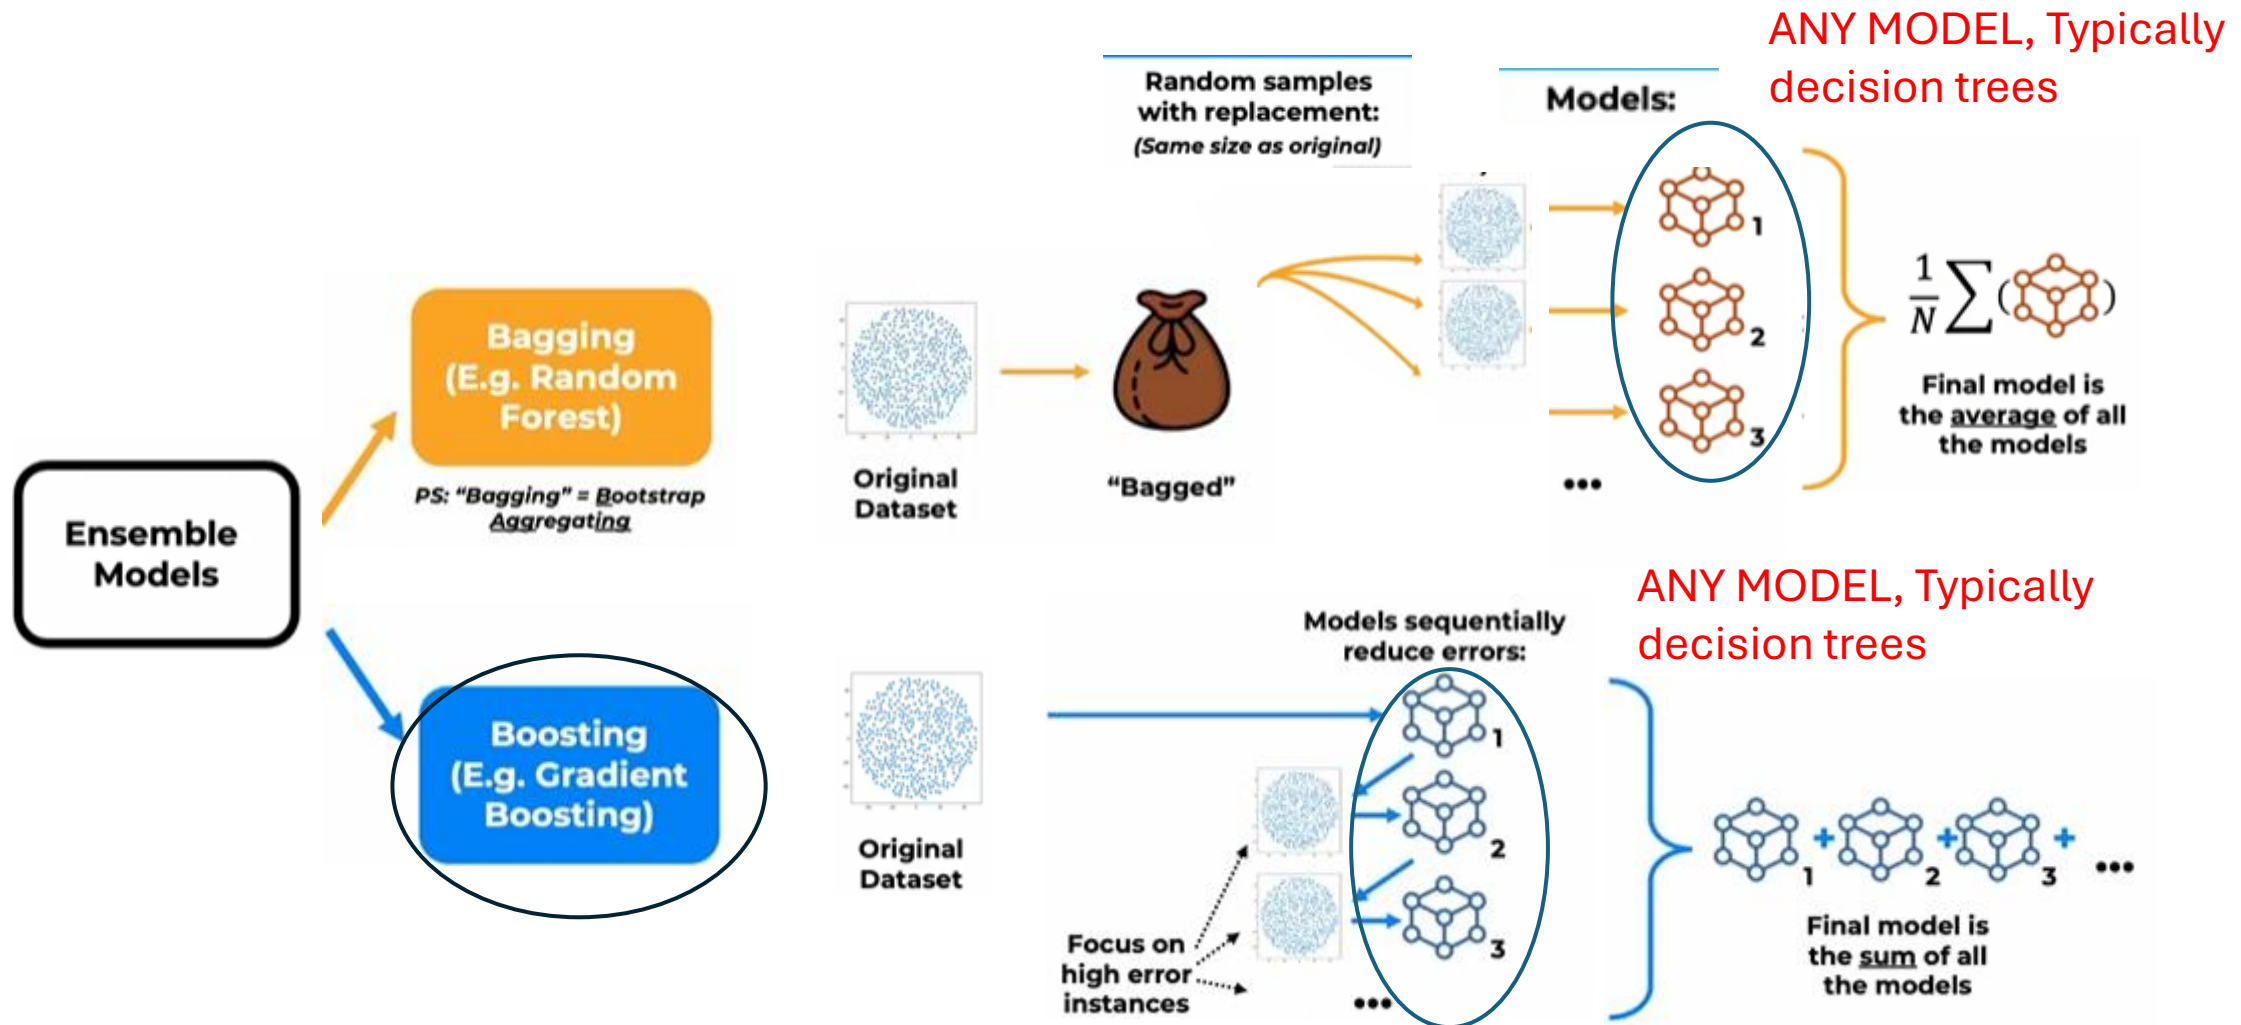 ANY MODEL, Typically
decision trees
Random samples
with replacement:
(Same size as original)
Models:
1
2
3
...
Bagging
(E.g. Random
Forest)
PS: “Bagging” = Bootstrap
Aggregating
Original
Dataset
“Bagged”
1/N ∑( )
Final model is
the average of all
the models
Ensemble
Models
ANY MODEL, Typically
decision trees
Models sequentially
reduce errors:
Boosting
(E.g. Gradient
Boosting)
Original
Dataset
1
2
3
Focus on
high error
instances
...
1 + 2 + 3 + ...
Final model is
the sum of all
the models